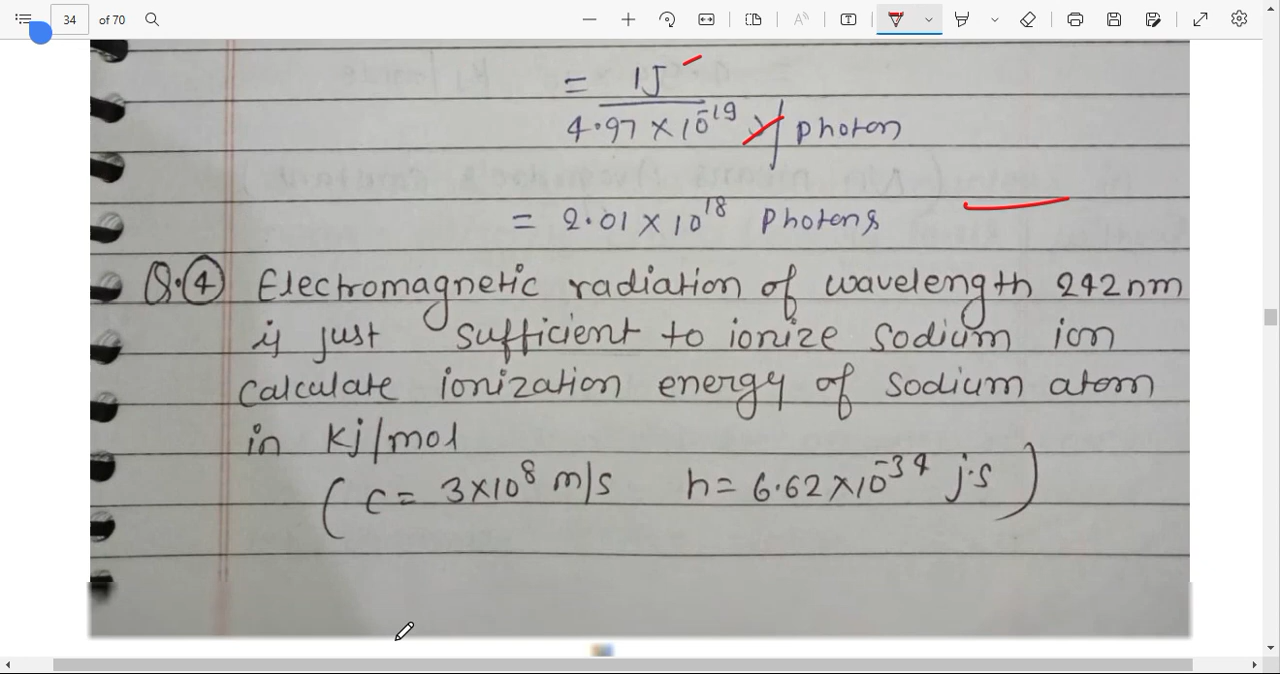 34 of 70
= 1J
4.97 × 10⁻¹⁹ J/photon
= 2.01 × 10¹⁸ Photons
Q.④ Electromagnetic radiation of wavelength 242nm
is just sufficient to ionize Sodium ion
Calculate ionization energy of Sodium atom
in Kj/mol
( c = 3×10⁸ m/s h = 6.62×10⁻³⁴ j.s )